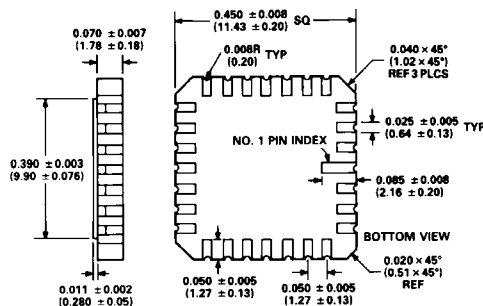 0.450 ±0.008 SQ
(11.43 ±0.20)
0.070 ±0.007
(1.78 ± 0.18)
0.008R TYP
(0.20)
0.040 × 45°
(1.02 × 45°)
REF 3 PLCS
0.025 ±0.005 TYP
(0.64 ±0.13)
NO. 1 PIN INDEX
0.390 ±0.003
(9.90 ±0.076)
0.085 ±0.008
(2.16 ± 0.20)
BOTTOM VIEW
0.020 × 45°
(0.51 × 45°)
REF
0.011 ±0.002
(0.280 ±0.05)
0.050 ±0.005
(1.27 ± 0.13)
0.050 ±0.005
(1.27 ± 0.13)